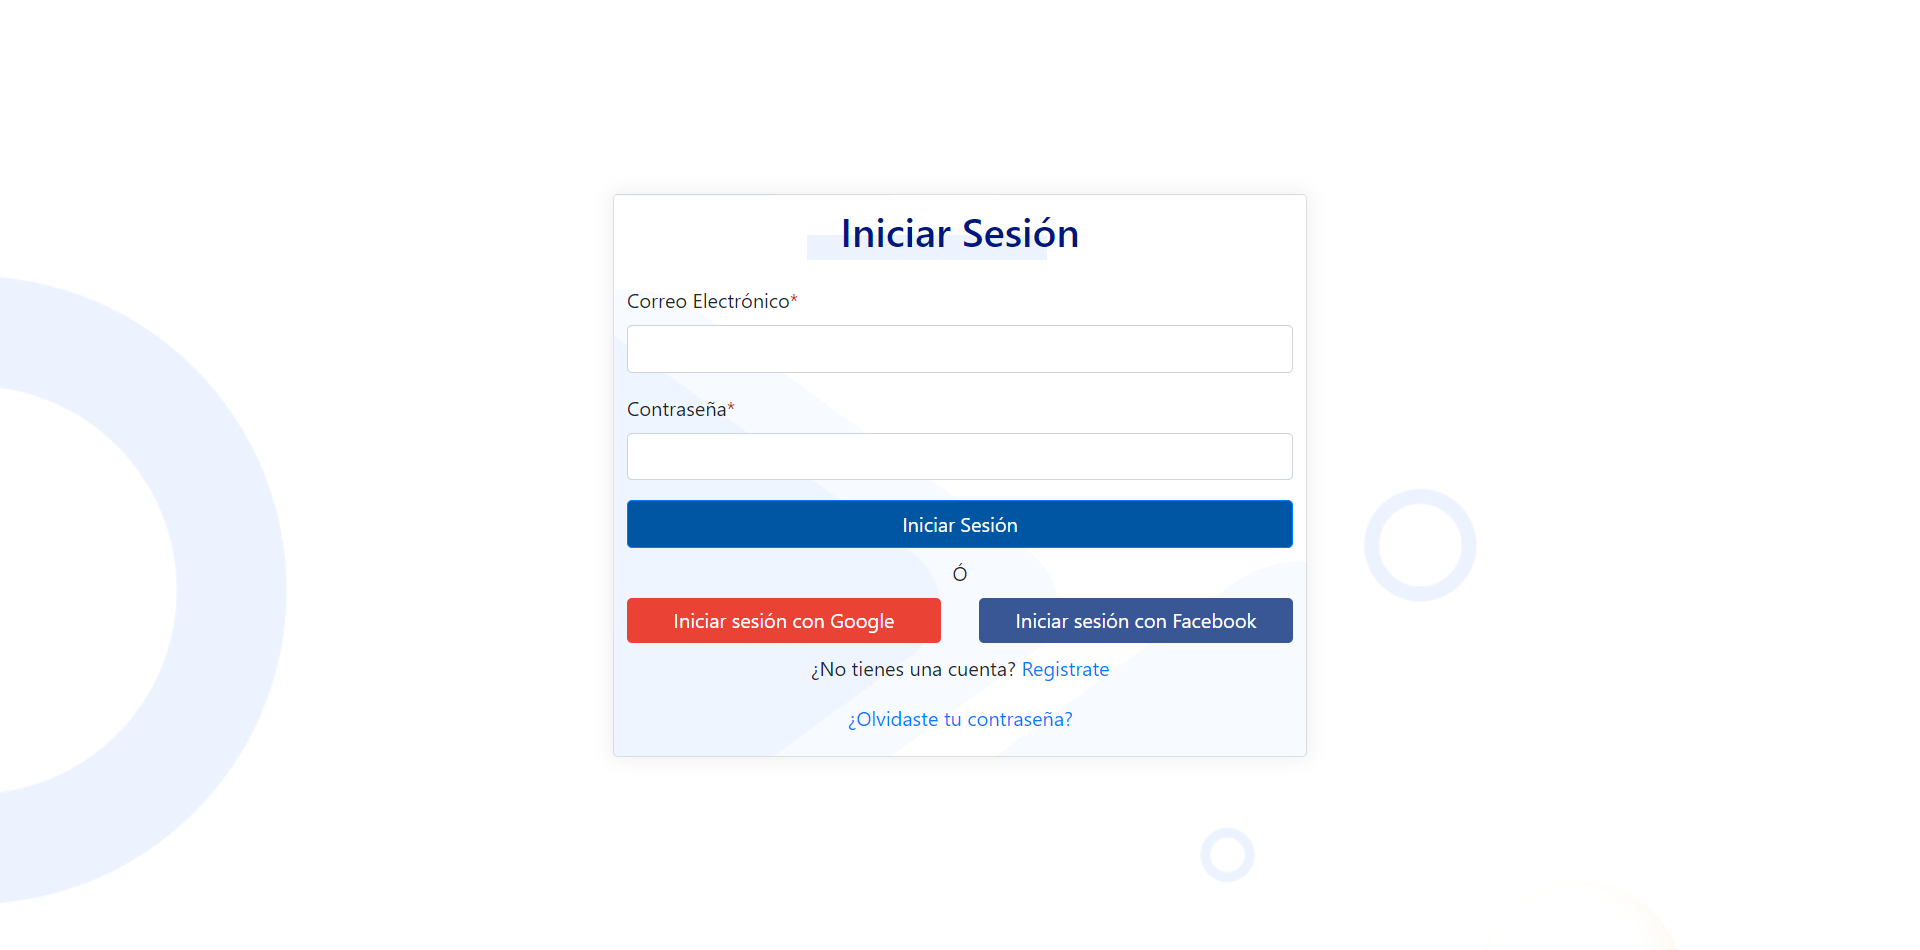 Iniciar Sesión
Correo Electrónico*
Contraseña*
Iniciar Sesión
Ó
Iniciar sesión con Google
Iniciar sesión con Facebook
¿No tienes una cuenta? Registrate
¿Olvidaste tu contraseña?